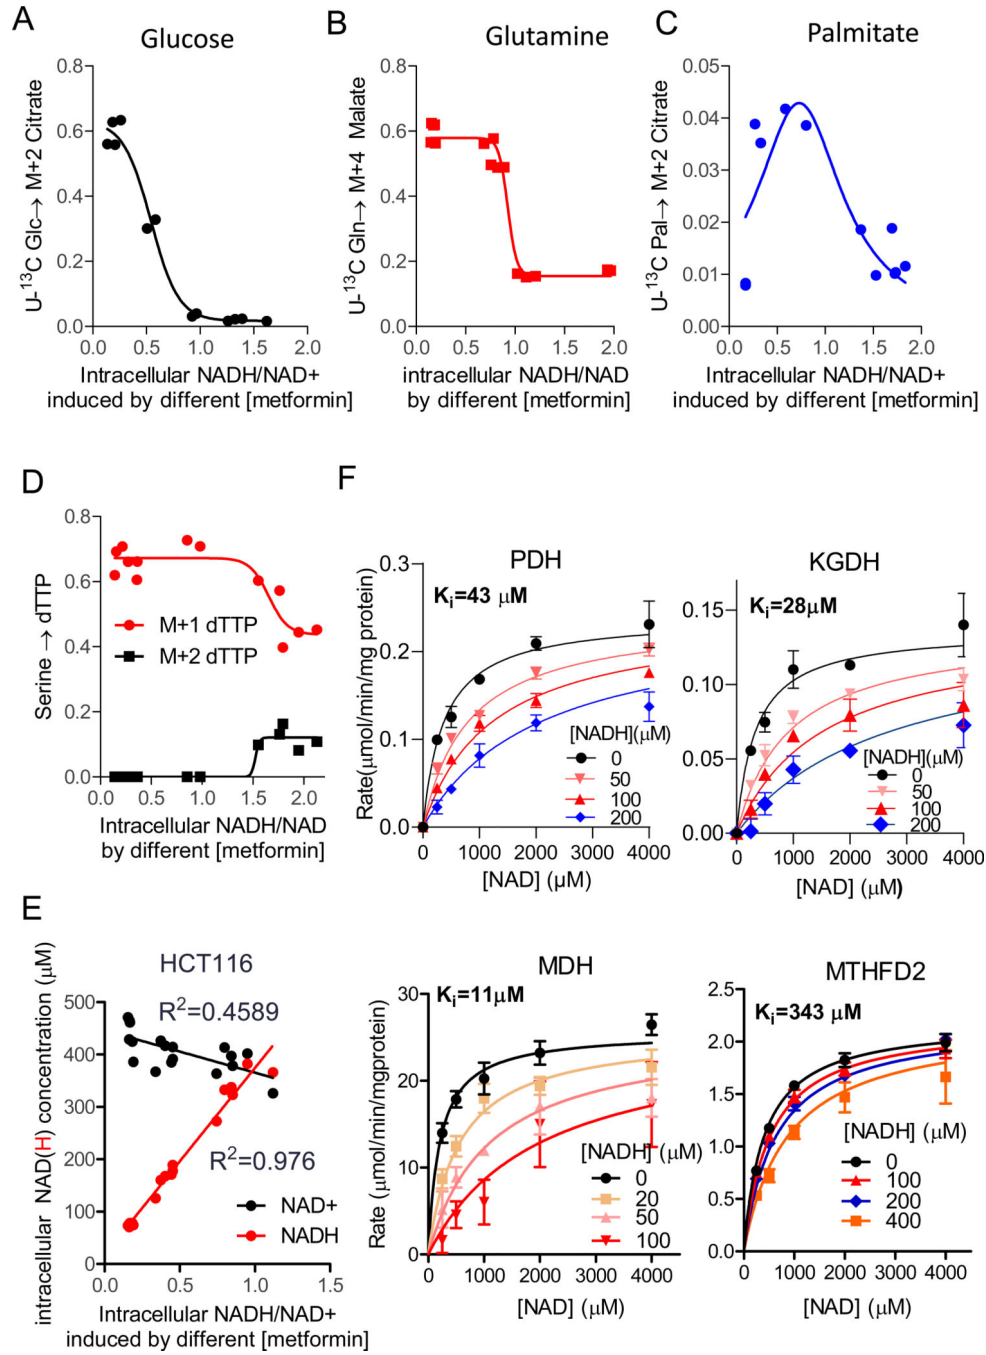 A
Glucose
U-¹³C Glc→ M+2 Citrate
0.8
0.6
0.4
0.2
0.0
0.0 0.5 1.0 1.5 2.0
Intracellular NADH/NAD+
induced by different [metformin]
B
Glutamine
U-¹³C Gln→ M+4 Malate
0.8
0.6
0.4
0.2
0.0
0.0 0.5 1.0 1.5 2.0
intracellular NADH/NAD
by different [metformin]
C
Palmitate
U-¹³C Pal→ M+2 Citrate
0.05
0.04
0.03
0.02
0.01
0.00
0.0 0.5 1.0 1.5 2.0
Intracellular NADH/NAD+
induced by different [metformin]
D
Serine → dTTP
0.8
0.6
0.4
0.2
0.0
M+1 dTTP
M+2 dTTP
0.0 0.5 1.0 1.5 2.0
Intracellular NADH/NAD
by different [metformin]
F
PDH
Kᵢ=43 µM
Rate(µmol/min/mg protein)
0.3
0.2
0.1
0.0
[NADH](µM)
0
50
100
200
0 1000 2000 3000 4000
[NAD] (µM)
KGDH
Kᵢ=28µM
0.15
0.10
0.05
0.00
[NADH](µM)
0
50
100
200
0 1000 2000 3000 4000
[NAD] (µM)
E
HCT116
intracellular NAD(H) concentration (µM)
500
400
300
200
100
0
R²=0.4589
R²=0.976
NAD+
NADH
0.0 0.5 1.0 1.5
Intracellular NADH/NAD+
induced by different [metformin]
MDH
Kᵢ=11µM
Rate (µmol/min/mgprotein)
30
20
10
0
[NADH] (µM)
0
20
50
100
0 1000 2000 3000 4000
[NAD] (µM)
MTHFD2
Kᵢ=343 µM
2.5
2.0
1.5
1.0
0.5
0.0
[NADH] (µM)
0
100
200
400
0 1000 2000 3000 4000
[NAD] (µM)